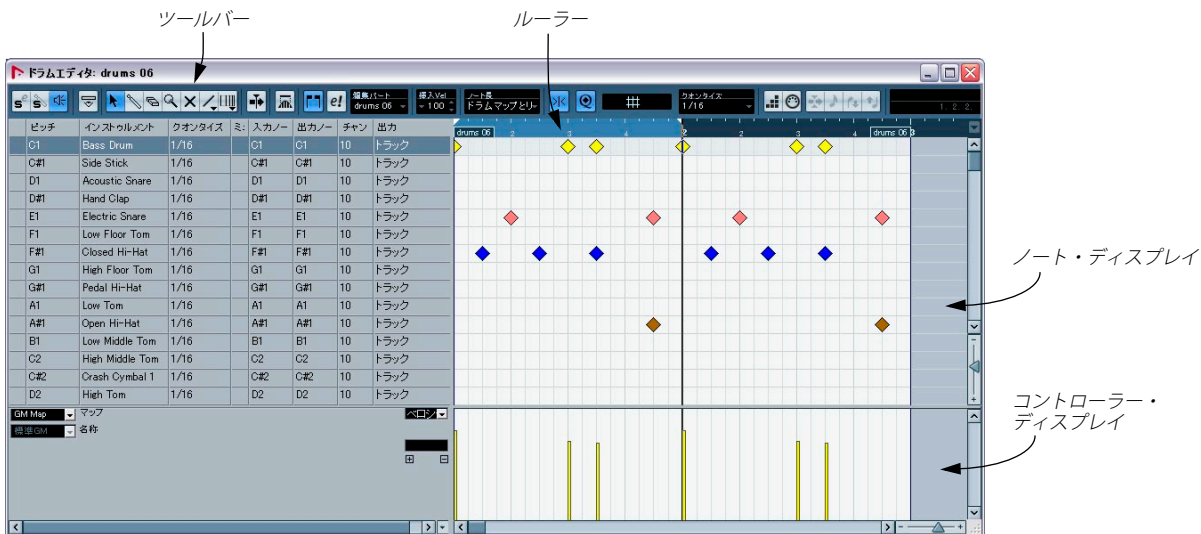 ツールバー
ルーラー
ドラムエディタ: drums 06
編集パート
drums 06
挿入Vel
100
ノート長
ドラムマップとリ
クオンタイズ
1/16
1. 2. 2.
ピッチ インストゥルメント クオンタイズ ミ: 入力ノー 出力ノー チャン 出力
drums 06 2 3 4 2 2 3 4 drums 06 3
C1 Bass Drum 1/16 C1 C1 10 トラック
C#1 Side Stick 1/16 C#1 C#1 10 トラック
D1 Acoustic Snare 1/16 D1 D1 10 トラック
D#1 Hand Clap 1/16 D#1 D#1 10 トラック
E1 Electric Snare 1/16 E1 E1 10 トラック
F1 Low Floor Tom 1/16 F1 F1 10 トラック
F#1 Closed Hi-Hat 1/16 F#1 F#1 10 トラック
G1 High Floor Tom 1/16 G1 G1 10 トラック
G#1 Pedal Hi-Hat 1/16 G#1 G#1 10 トラック
A1 Low Tom 1/16 A1 A1 10 トラック
A#1 Open Hi-Hat 1/16 A#1 A#1 10 トラック
B1 Low Middle Tom 1/16 B1 B1 10 トラック
C2 High Middle Tom 1/16 C2 C2 10 トラック
C#2 Crash Cymbal 1 1/16 C#2 C#2 10 トラック
D2 High Tom 1/16 D2 D2 10 トラック
ノート・ディスプレイ
GM Map マップ
ベロシ
標準GM 名称
コントローラー・
ディスプレイ